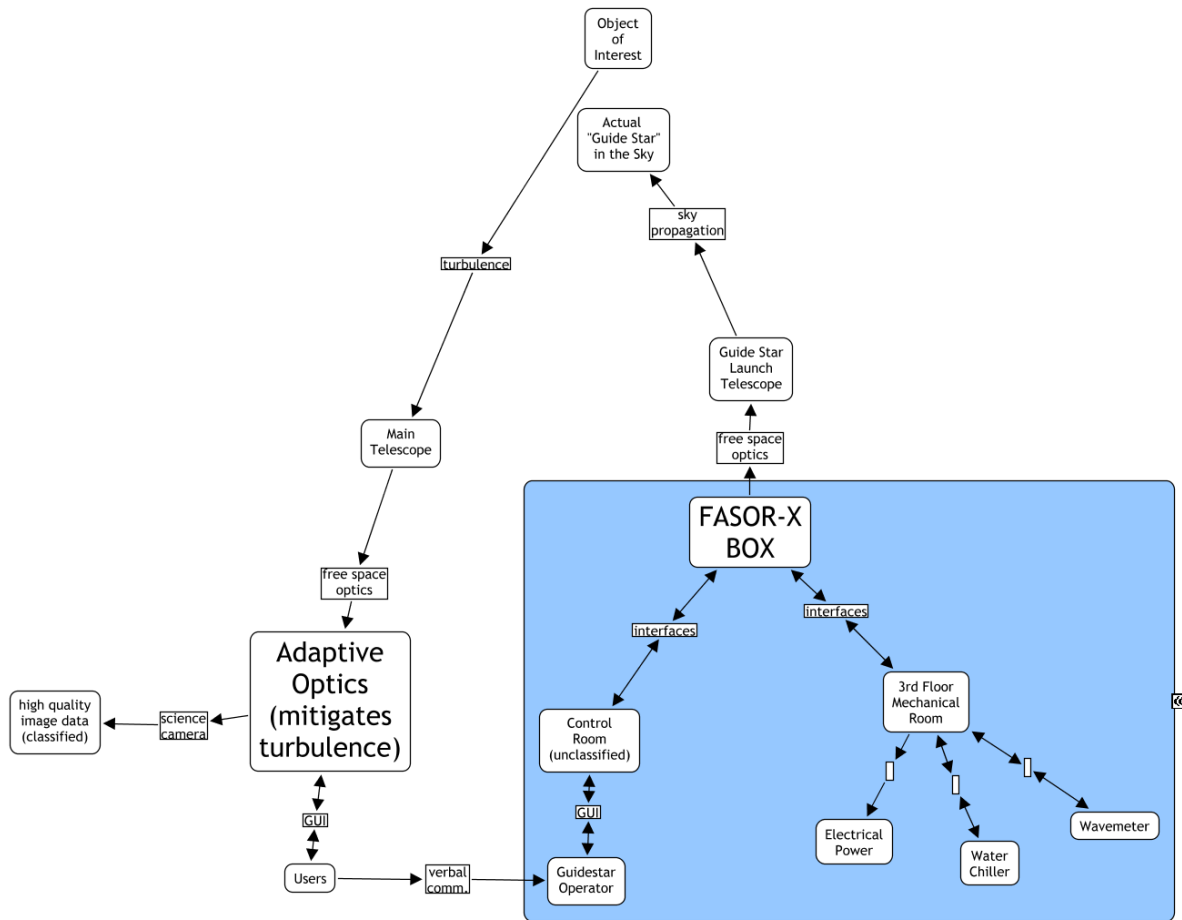 Object
of
Interest
Actual
"Guide Star"
in the Sky
sky
propagation
turbulence
Guide Star
Launch
Telescope
Main
Telescope
free space
optics
FASOR-X
BOX
free space
optics
interfaces
interfaces
Adaptive
Optics
(mitigates
turbulence)
high quality
image data
(classified)
science
camera
3rd Floor
Mechanical
Room
Control
Room
(unclassified)
GUI
GUI
Electrical
Power
Water
Chiller
Wavemeter
Users
verbal
comm.
Guidestar
Operator